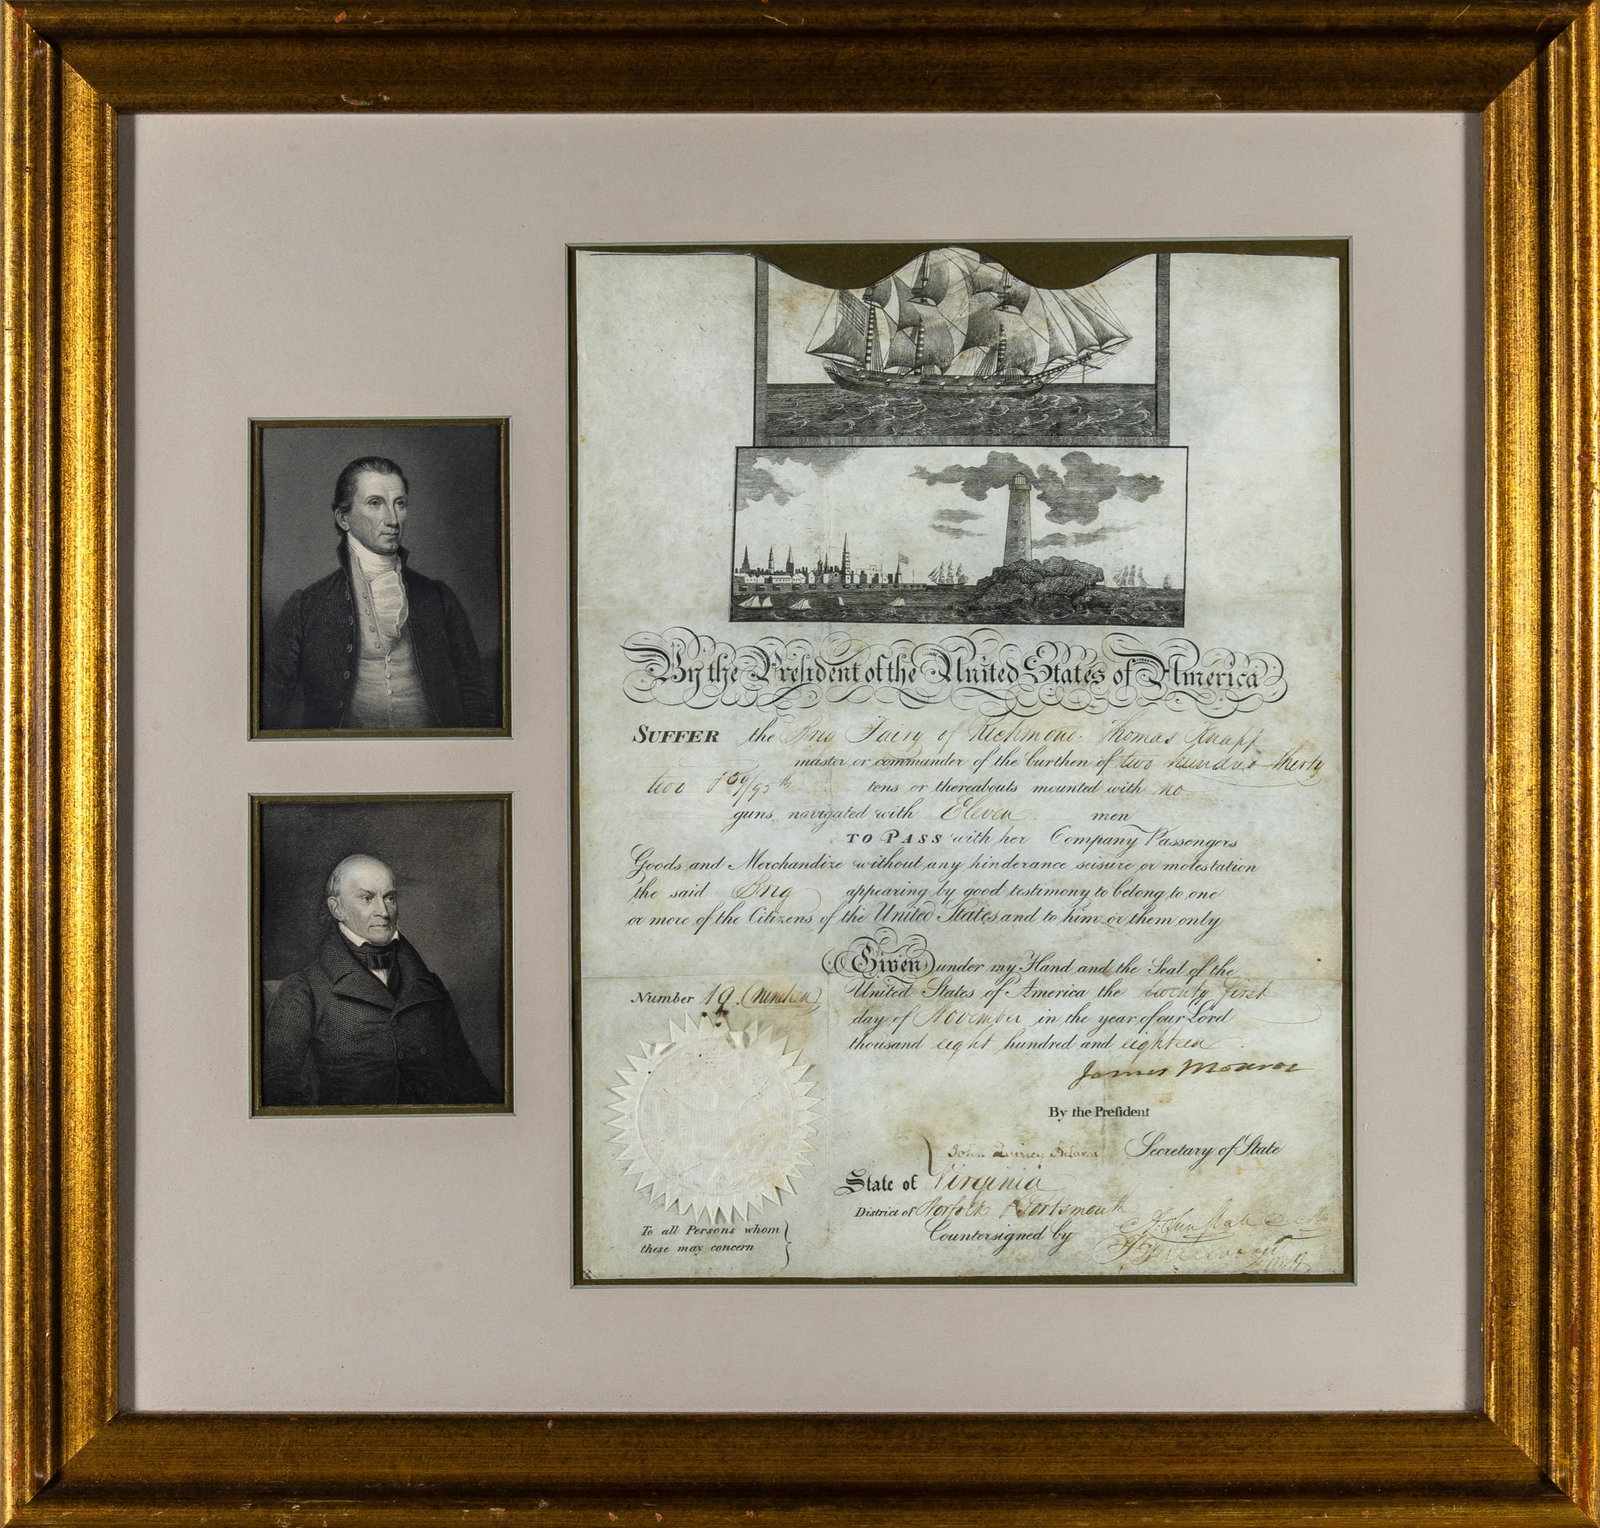 By the President of the United States of America
SUFFER the Brig Fairy of Richmond. Thomas Knapp
master or commander of the burthen of two hundred thirty
two & 59/95th tons or thereabouts mounted with no
guns navigated with Eleven men
TO PASS with her Company Passengers
Goods and Merchandize without any hinderance seisure or molestation
the said Brig appearing by good testimony to belong to one
or more of the Citizens of the United States and to him or them only
Given under my Hand and the Seal of the
Number 19. (nineteen) United States of America the twenty first
day of November in the year of our Lord
thousand eight hundred and eighteen
James Monroe
By the President
John Quincy Adams Secretary of State
State of Virginia
District of Norfolk & Portsmouth
To all Persons whom
these may concern
Countersigned by